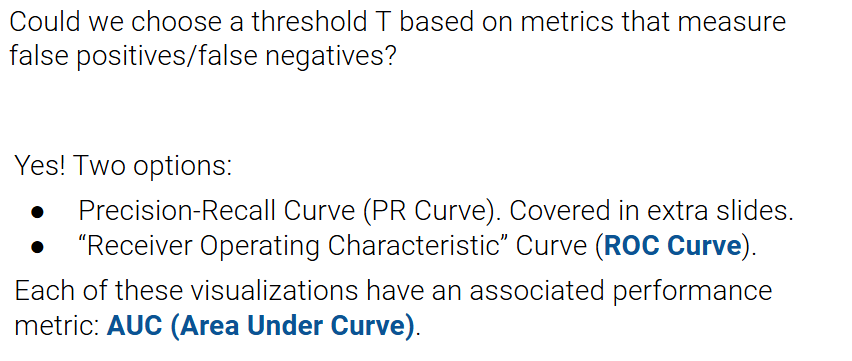 Could we choose a threshold T based on metrics that measure
false positives/false negatives?
Yes! Two options:
● Precision-Recall Curve (PR Curve). Covered in extra slides.
● “Receiver Operating Characteristic” Curve (ROC Curve).
Each of these visualizations have an associated performance
metric: AUC (Area Under Curve).